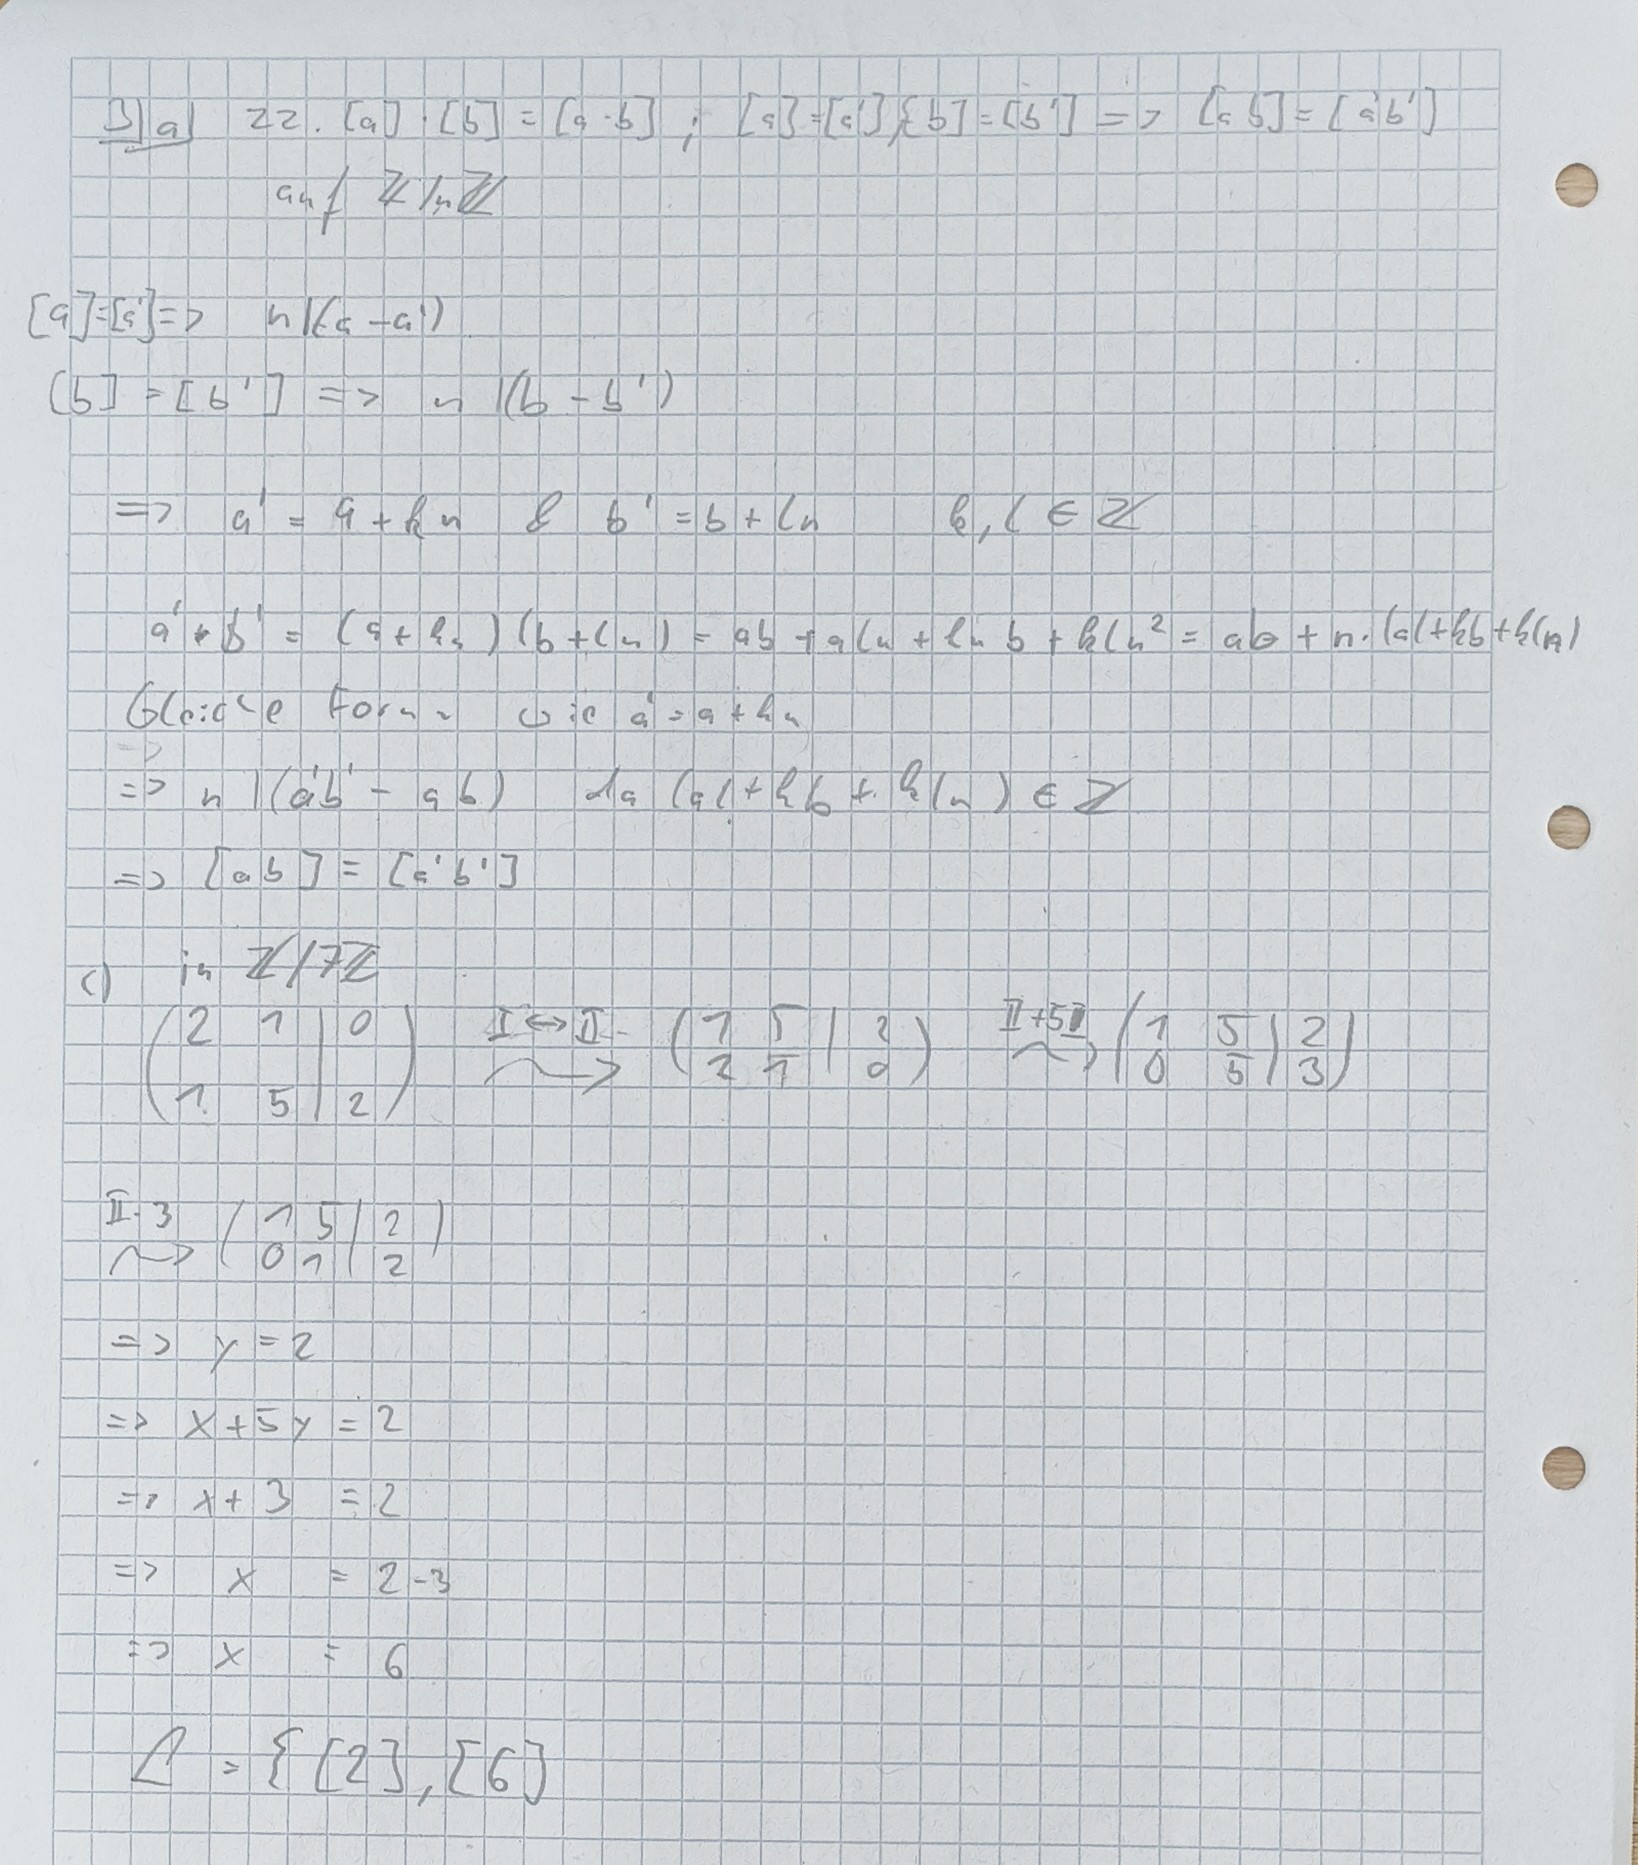 3) a) zz. [a]·[b] = [a·b] ; [a]=[a'],[b]=[b'] => [ab]=[a'b']
auf ℤ/nℤ
[a]=[a'] => n|(a-a')
[b]=[b'] => n|(b-b')
=> a' = a+kn & b' = b+ln k,l ∈ ℤ
a'·b' = (a+kn)(b+ln) = ab+aln+knb+kln² = ab+n·(al+kb+kln)
Gleiche Form wie a'=a+kn
=>
=> n|(a'b'-ab) da (al+kb+kln) ∈ ℤ
=> [ab] = [a'b']
c) in ℤ/7ℤ
(2 1 | 0) I<->II (1 5 | 2) II+5I (1 5 | 2)
(1 5 | 2) ~> (2 1 | 0) ~> (0 5 | 3)
II·3 (1 5 | 2)
~> (0 1 | 2)
=> y = 2
=> x+5y = 2
=> x+3 = 2
=> x = 2-3
=> x = 6
L = {[2],[6]